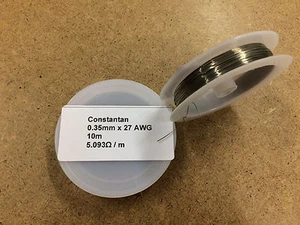 Constantan
0.35mm x 27 AWG
10m
5.093Ω / m